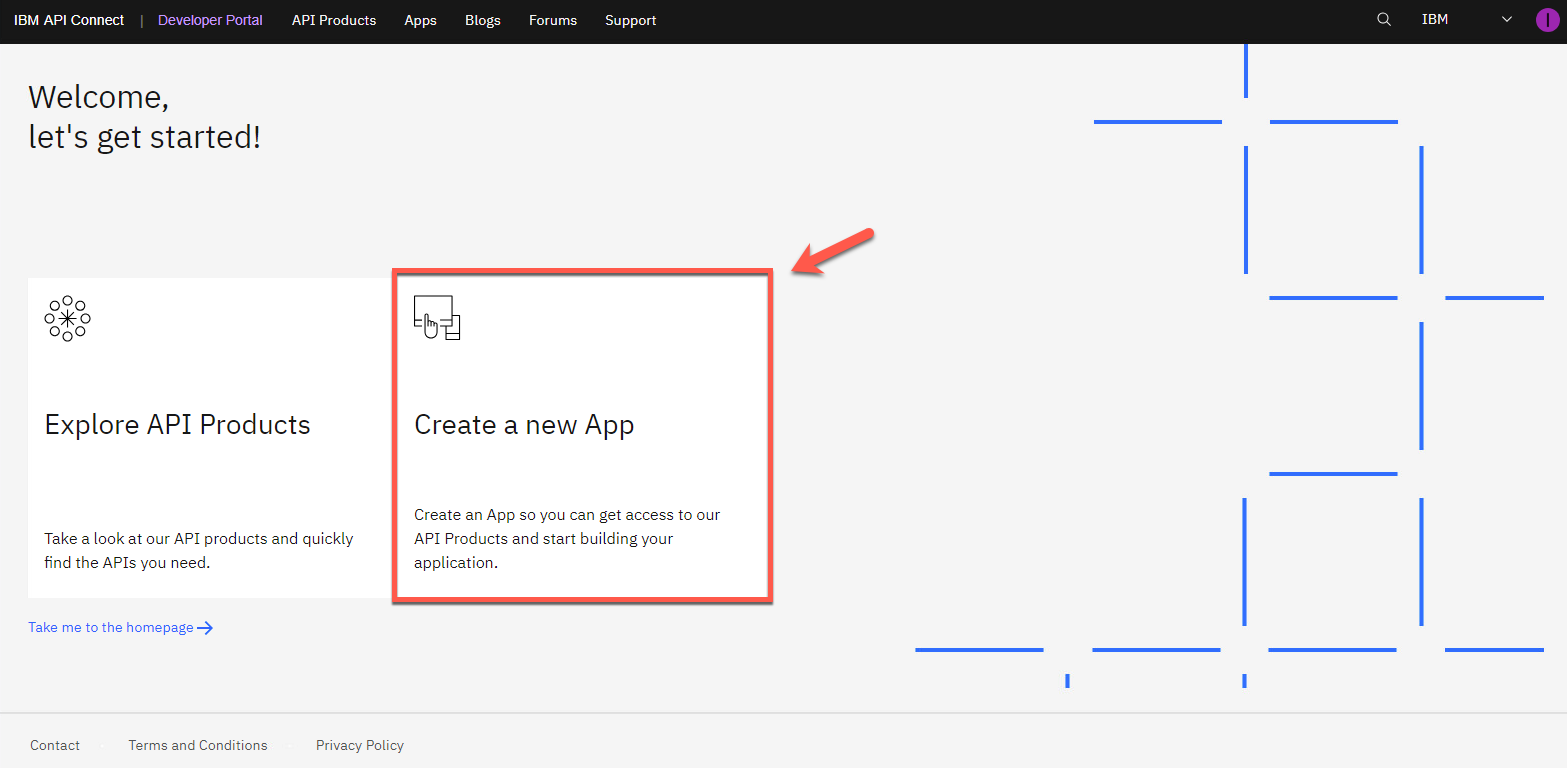 IBM API Connect | Developer Portal API Products Apps Blogs Forums Support IBM I
Welcome,
let's get started!
Explore API Products
Take a look at our API products and quickly
find the APIs you need.
Create a new App
Create an App so you can get access to our
API Products and start building your
application.
Take me to the homepage
Contact Terms and Conditions Privacy Policy